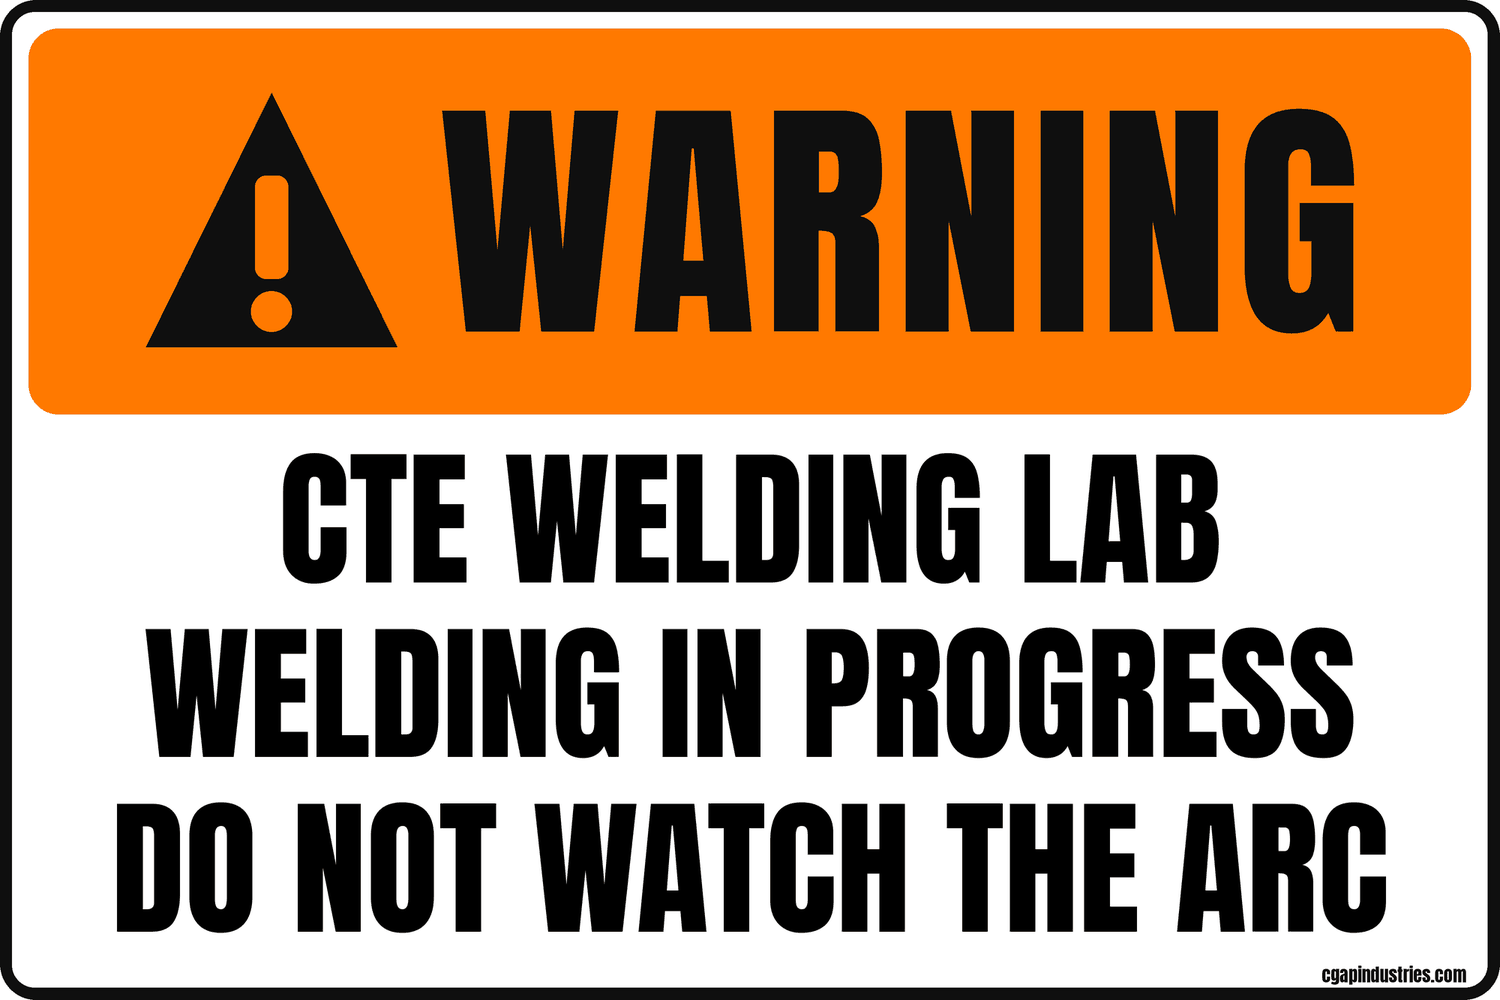 WARNING
CTE WELDING LAB
WELDING IN PROGRESS
DO NOT WATCH THE ARC
cgapindustries.com